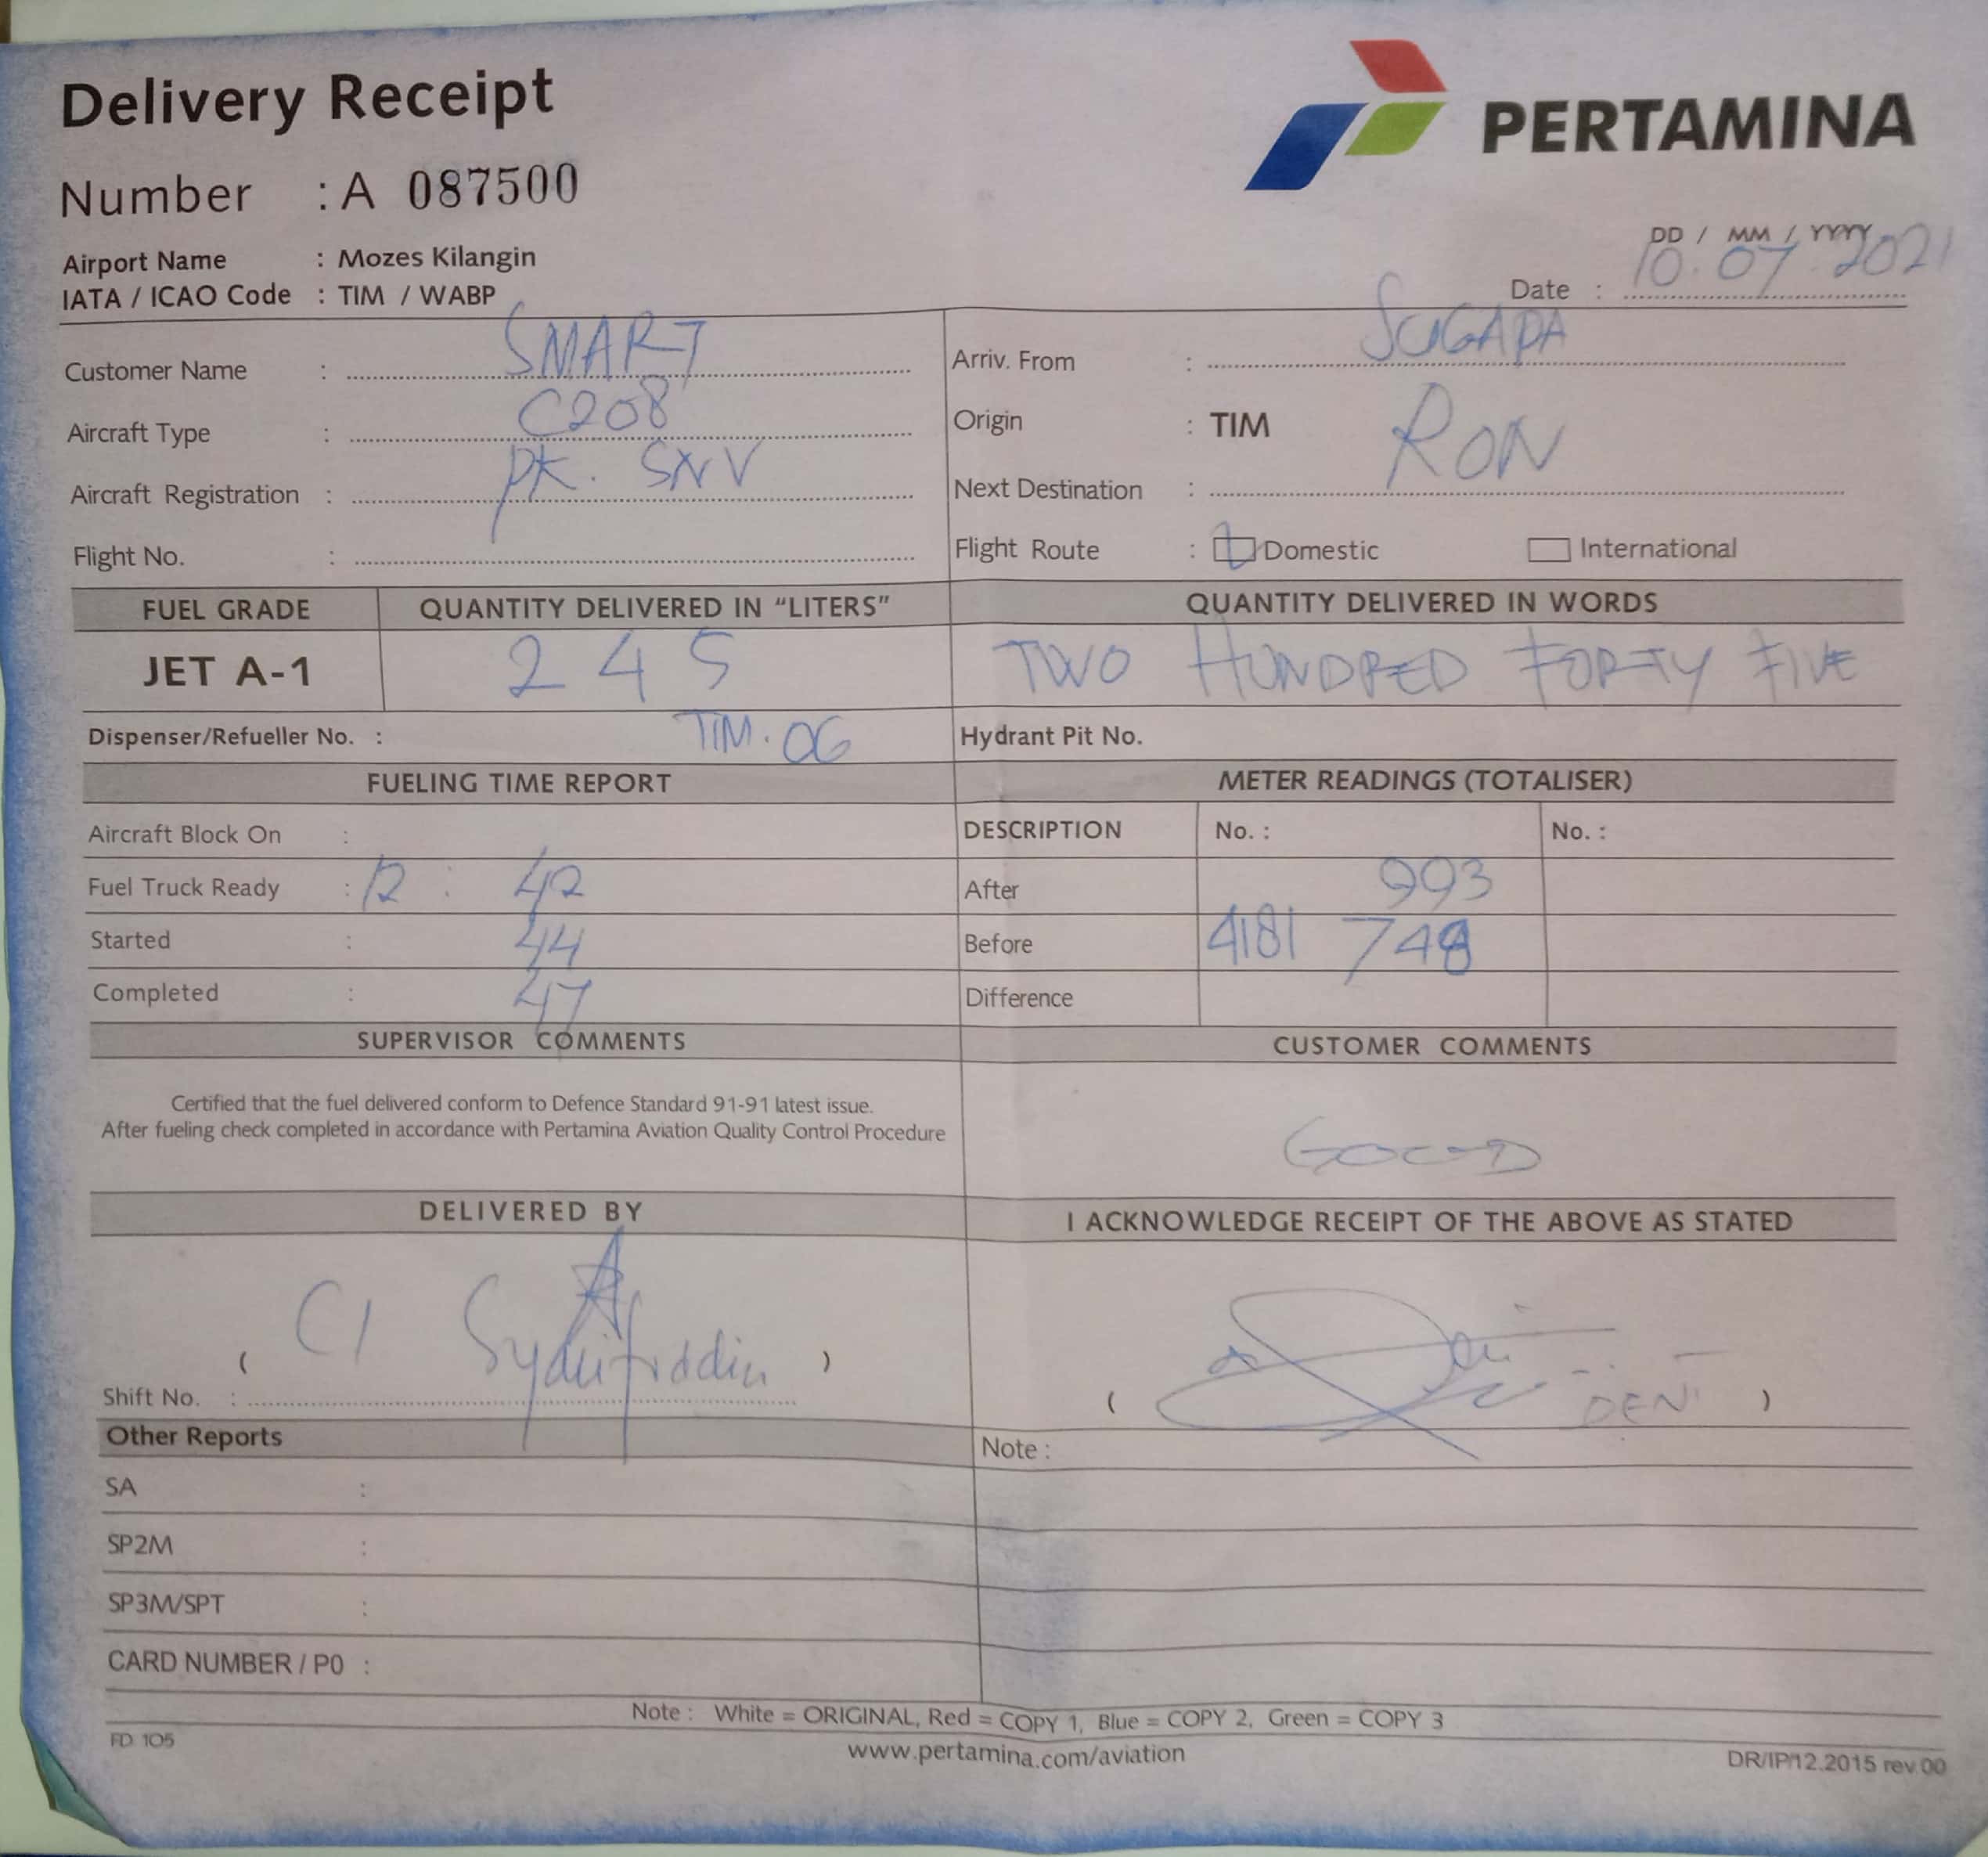 Delivery Receipt
PERTAMINA
Number : A 087500
Airport Name : Mozes Kilangin
IATA / ICAO Code : TIM / WABP
DD / MM / YYYY
Date : 10.07.2021
Customer Name : SMART
Arriv. From : SUGAPA
Aircraft Type : C208
Origin : TIM
Aircraft Registration : PK. SNV
Next Destination : RON
Flight No. :
Flight Route : Domestic International
FUEL GRADE QUANTITY DELIVERED IN “LITERS” QUANTITY DELIVERED IN WORDS
JET A-1 245 TWO HUNDRED FORTY FIVE
Dispenser/Refueller No. : TIM. 06 Hydrant Pit No.
FUELING TIME REPORT METER READINGS (TOTALISER)
Aircraft Block On : DESCRIPTION No. : No. :
Fuel Truck Ready : 12 : 42 After 993
Started : 44 Before 4181 748
Completed : 47 Difference
SUPERVISOR COMMENTS CUSTOMER COMMENTS
Certified that the fuel delivered conform to Defence Standard 91-91 latest issue.
After fueling check completed in accordance with Pertamina Aviation Quality Control Procedure
GOOD
DELIVERED BY I ACKNOWLEDGE RECEIPT OF THE ABOVE AS STATED
( C1 )
Shift No. :
( )
Other Reports Note :
SA :
SP2M :
SP3M/SPT :
CARD NUMBER / P0 :
Note : White = ORIGINAL, Red = COPY 1, Blue = COPY 2, Green = COPY 3
FD 105 www.pertamina.com/aviation DR/IP/12.2015 rev.00